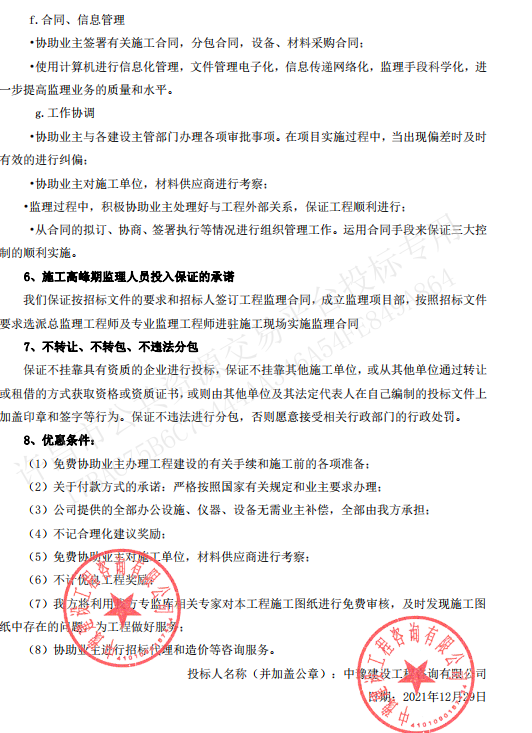 f.合同、信息管理
•协助业主签署有关施工合同，分包合同，设备、材料采购合同；
•使用计算机进行信息化管理，文件管理电子化，信息传递网络化，监理手段科学化，进
一步提高监理业务的质量和水平。
g.工作协调
•协助业主与各建设主管部门办理各项审批事项。在项目实施过程中，当出现偏差时及时
有效的进行纠偏；
•协助业主对施工单位，材料供应商进行考察；
•监理过程中，积极协助业主处理好与工程外部关系，保证工程顺利进行；
•从合同的拟订、协商、签署执行等情况进行组织管理工作。运用合同手段来保证三大控
制的顺利实施。
6、施工高峰期监理人员投入保证的承诺
我们保证按招标文件的要求和招标人签订工程监理合同，成立监理项目部，按照招标文件
要求选派总监理工程师及专业监理工程师进驻施工现场实施监理合同
7、不转让、不转包、不违法分包
保证不挂靠具有资质的企业进行投标，保证不挂靠其他施工单位，或从其他单位通过转让
或租借的方式获取资格或资质证书，或则由其他单位及其法定代表人在自己编制的投标文件上
加盖印章和签字等行为。保证不违法进行分包，否则愿意接受相关行政部门的行政处罚。
8、优惠条件：
（1）免费协助业主办理工程建设的有关手续和施工前的各项准备；
（2）关于付款方式的承诺：严格按照国家有关规定和业主要求办理；
（3）公司提供的全部办公设施、仪器、设备无需业主补偿，全部由我方承担；
（4）不记合理化建议奖励；
（5）免费协助业主对施工单位，材料供应商进行考察；
（6）不计优良工程奖励；
（7）我方将利用我方专监库相关专家对本工程施工图纸进行免费审核，及时发现施工图
纸中存在的问题，为工程做好服务；
（8）协助业主进行招标代理和造价等咨询服务。
投标人名称（并加盖公章）：中豫建设工程咨询有限公司
日期：2021年12月29日